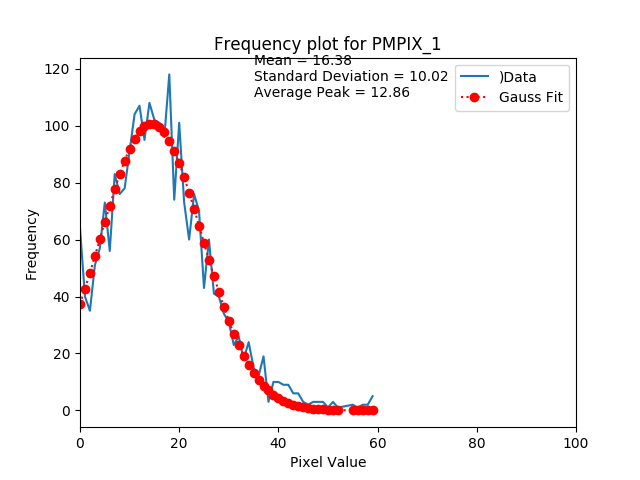 Frequency plot for PMPIX_1
Mean = 16.38
Standard Deviation = 10.02
Average Peak = 12.86
)Data
Gauss Fit
Frequency
120
100
80
60
40
20
0
0 20 40 60 80 100
Pixel Value